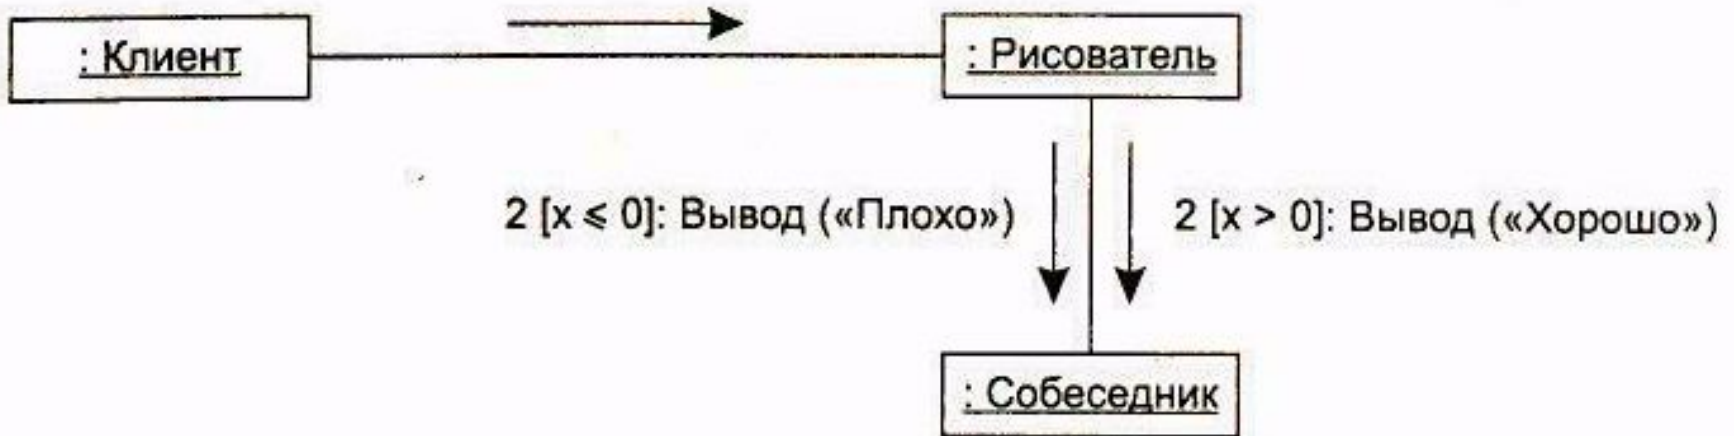 : Клиент
: Рисователь
2 [x ⩽ 0]: Вывод («Плохо»)
2 [x > 0]: Вывод («Хорошо»)
: Собеседник